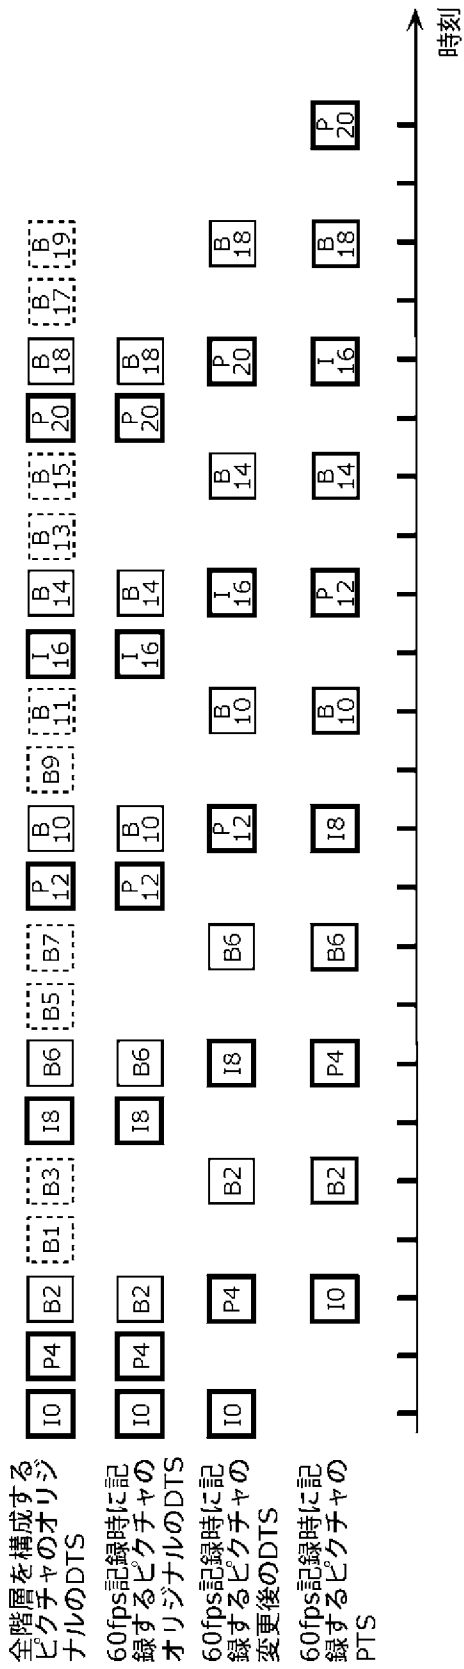 全階層を構成する
ピクチャのオリジ
ナルのDTS
I0 P4 B2 B1 B3 I8 B6 B5 B7 P12 B10 B9 B11 I16 B14 B13 B15 P20 B18 B17 B19
60fps記録時に記
録するピクチャの
オリジナルのDTS
I0 P4 B2 I8 B6 P12 B10 I16 B14 P20 B18
60fps記録時に記
録するピクチャの
変更後のDTS
I0 P4 B2 I8 B6 P12 B10 I16 B14 P20 B18
60fps記録時に記
録するピクチャの
PTS
I0 B2 P4 B6 I8 B10 P12 B14 I16 B18 P20
時刻